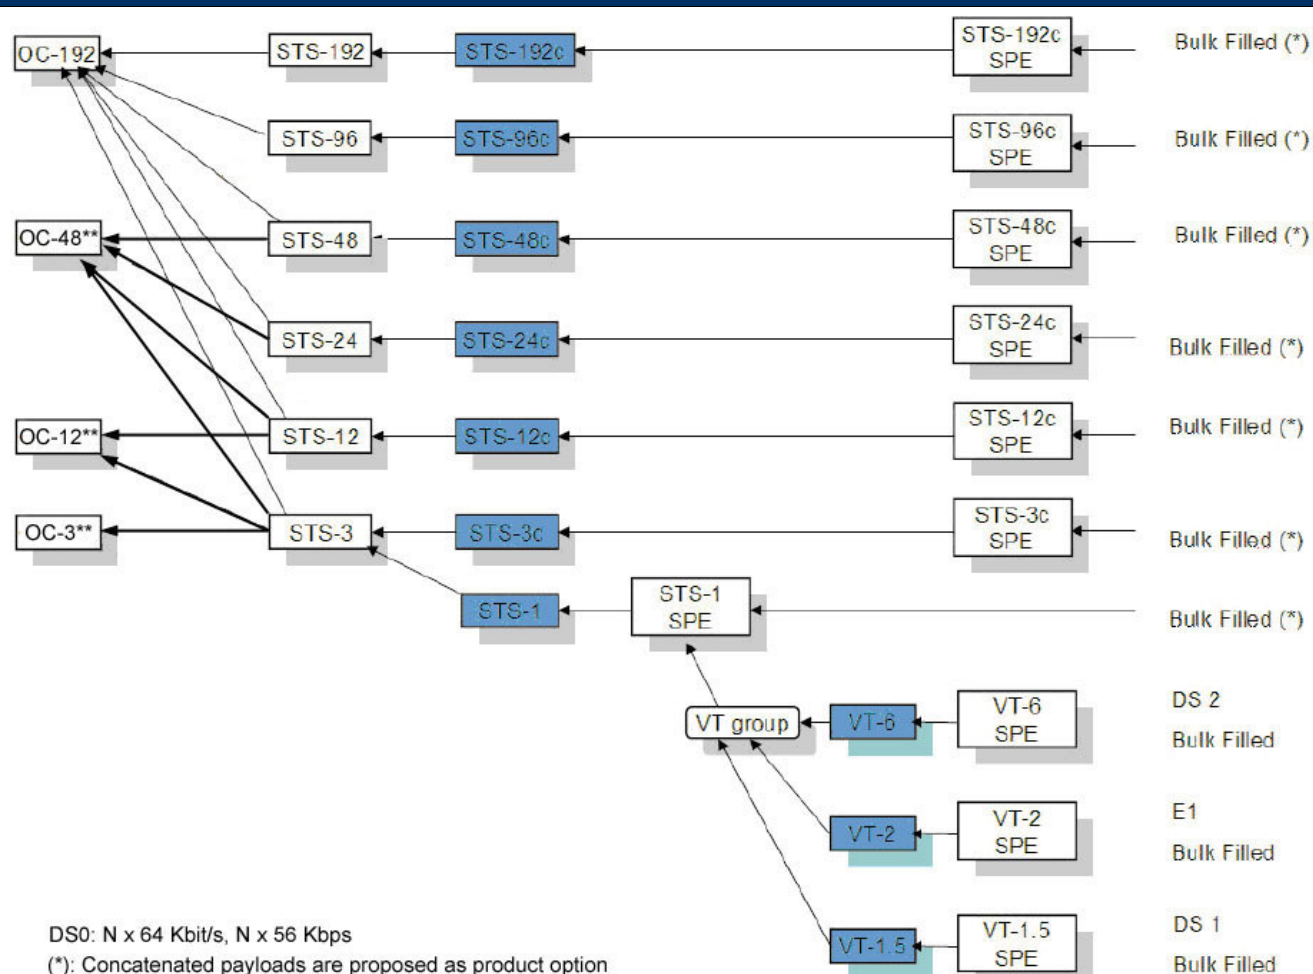 OC-192
STS-192
STS-192c
STS-192c
SPE
Bulk Filled (*)
STS-96
STS-96c
STS-96c
SPE
Bulk Filled (*)
OC-48**
STS-48
STS-48c
STS-48c
SPE
Bulk Filled (*)
STS-24
STS-24c
STS-24c
SPE
Bulk Filled (*)
OC-12**
STS-12
STS-12c
STS-12c
SPE
Bulk Filled (*)
OC-3**
STS-3
STS-3c
STS-3c
SPE
Bulk Filled (*)
STS-1
STS-1
SPE
Bulk Filled (*)
VT group
VT-6
VT-6
SPE
DS 2
Bulk Filled
VT-2
VT-2
SPE
E1
Bulk Filled
VT-1.5
VT-1.5
SPE
DS 1
Bulk Filled
DS0: N x 64 Kbit/s, N x 56 Kbps
(*): Concatenated payloads are proposed as product option